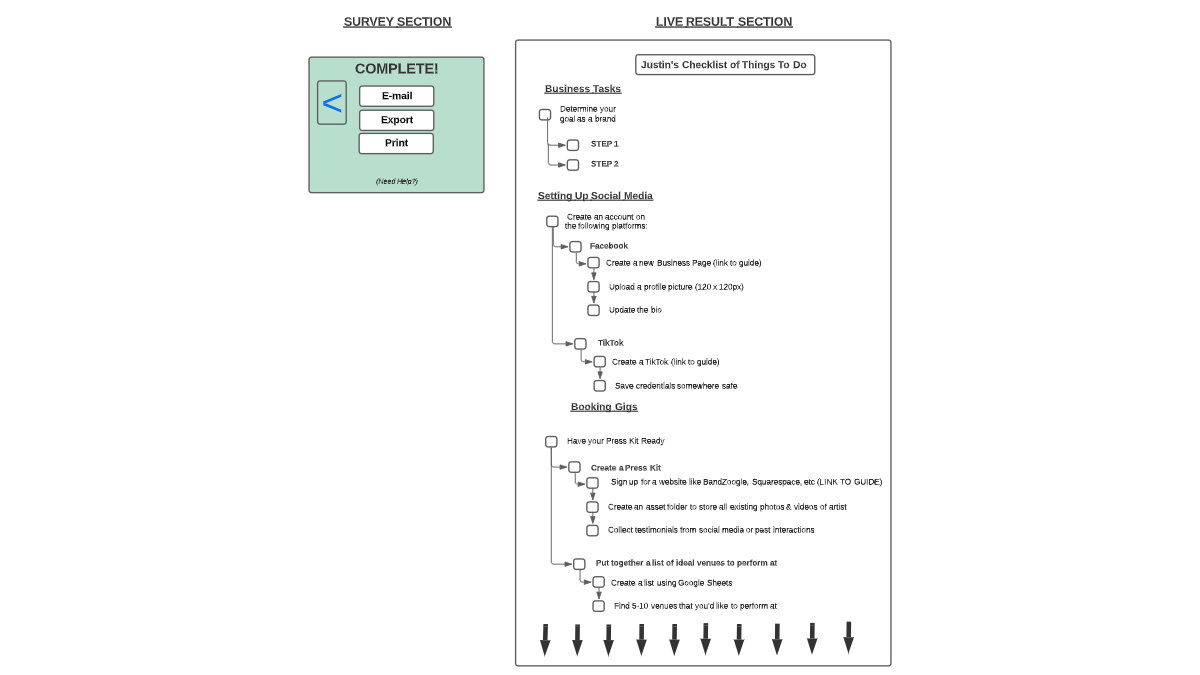 SURVEY SECTION
LIVE RESULT SECTION
COMPLETE!
<
E-mail
Export
Print
(Need Help?)
Justin's Checklist of Things To Do
Business Tasks
Determine your
goal as a brand
STEP 1
STEP 2
Setting Up Social Media
Create an account on
the following platforms:
Facebook
Create a new Business Page (link to guide)
Upload a profile picture (120 x 120px)
Update the bio
TikTok
Create a TikTok (link to guide)
Save credentials somewhere safe
Booking Gigs
Have your Press Kit Ready
Create a Press Kit
Sign up for a website like BandZoogle, Squarespace, etc (LINK TO GUIDE)
Create an asset folder to store all existing photos & videos of artist
Collect testimonials from social media or past interactions
Put together a list of ideal venues to perform at
Create a list using Google Sheets
Find 5-10 venues that you'd like to perform at